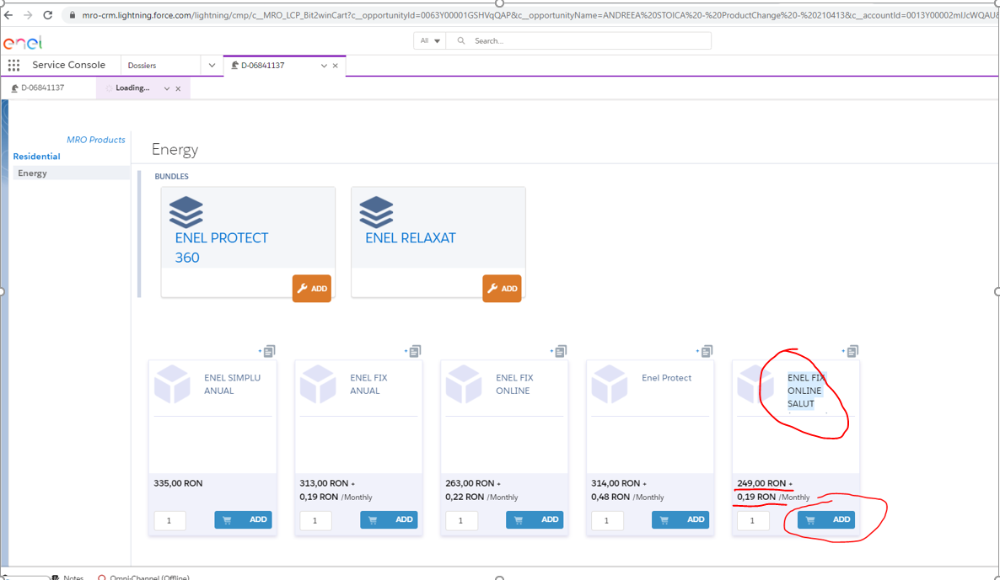 mro-crm.lightning.force.com/lightning/cmp/c__MRO_LCP_Bit2winCart?c__opportunityId=0063Y00001GSHVqQAP&c__opportunityName=ANDREEA%20STOICA%20-%20ProductChange%20-%20210413&c__accountId=0013Y00002mIJcWQAU&
enel
All
Search...
Service Console
Dossiers
D-06841137
D-06841137
Loading...
MRO Products
Residential
Energy
Energy
BUNDLES
ENEL PROTECT
360
ADD
ENEL RELAXAT
ADD
ENEL SIMPLU
ANUAL
335,00 RON
1
ADD
ENEL FIX
ANUAL
313,00 RON +
0,19 RON /Monthly
1
ADD
ENEL FIX
ONLINE
263,00 RON +
0,22 RON /Monthly
1
ADD
Enel Protect
314,00 RON +
0,48 RON /Monthly
1
ADD
ENEL FIX
ONLINE
SALUT
249,00 RON +
0,19 RON /Monthly
1
ADD
Notes
Omni-Channel (Offline)